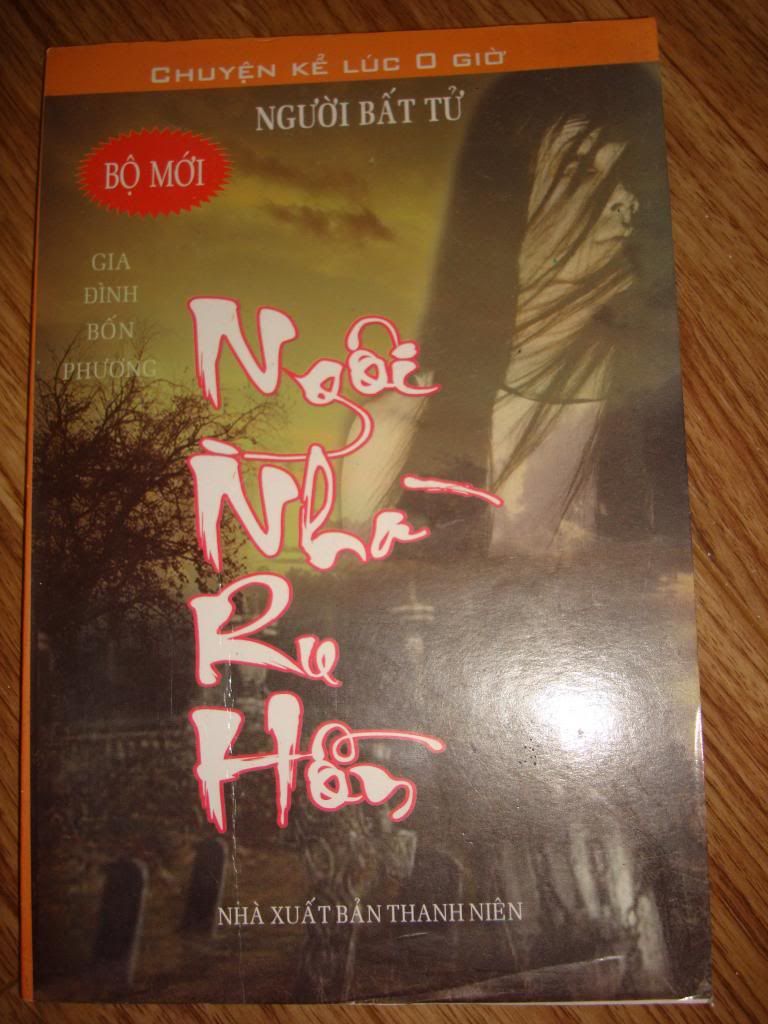 CHUYỆN KỂ LÚC 0 GIỜ
NGƯỜI BẤT TỬ
BỘ MỚI
GIA
ĐÌNH
BỐN
PHƯƠNG
Ngôi
Nhà
Ru
Hồn
NHÀ XUẤT BẢN THANH NIÊN